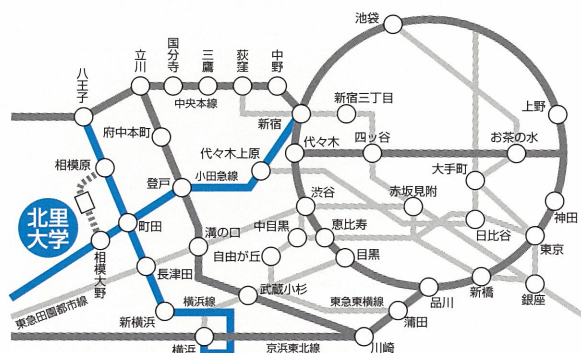 池袋
上野
お茶の水
神田
東京
銀座
新橋
品川
蒲田
川崎
目黒
恵比寿
渋谷
中目黒
自由が丘
代々木
新宿
新宿三丁目
四ッ谷
大手町
赤坂見附
日比谷
中野
荻窪
三鷹
国分寺
立川
八王子
中央本線
府中本町
代々木上原
小田急線
登戸
相模原
北里
大学
町田
相模大野
溝の口
長津田
新横浜
横浜線
横浜
武蔵小杉
東急東横線
東急田園都市線
京浜東北線